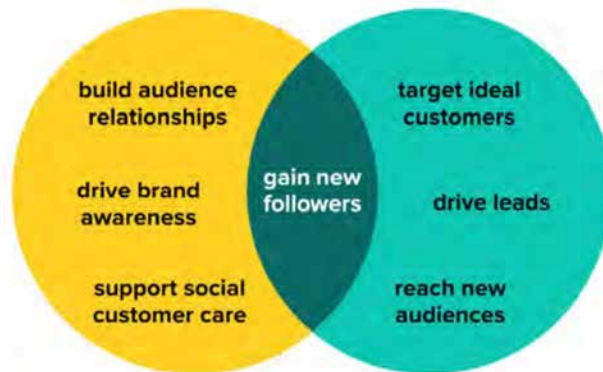 build audience
relationships
drive brand
awareness
support social
customer care
gain new
followers
target ideal
customers
drive leads
reach new
audiences